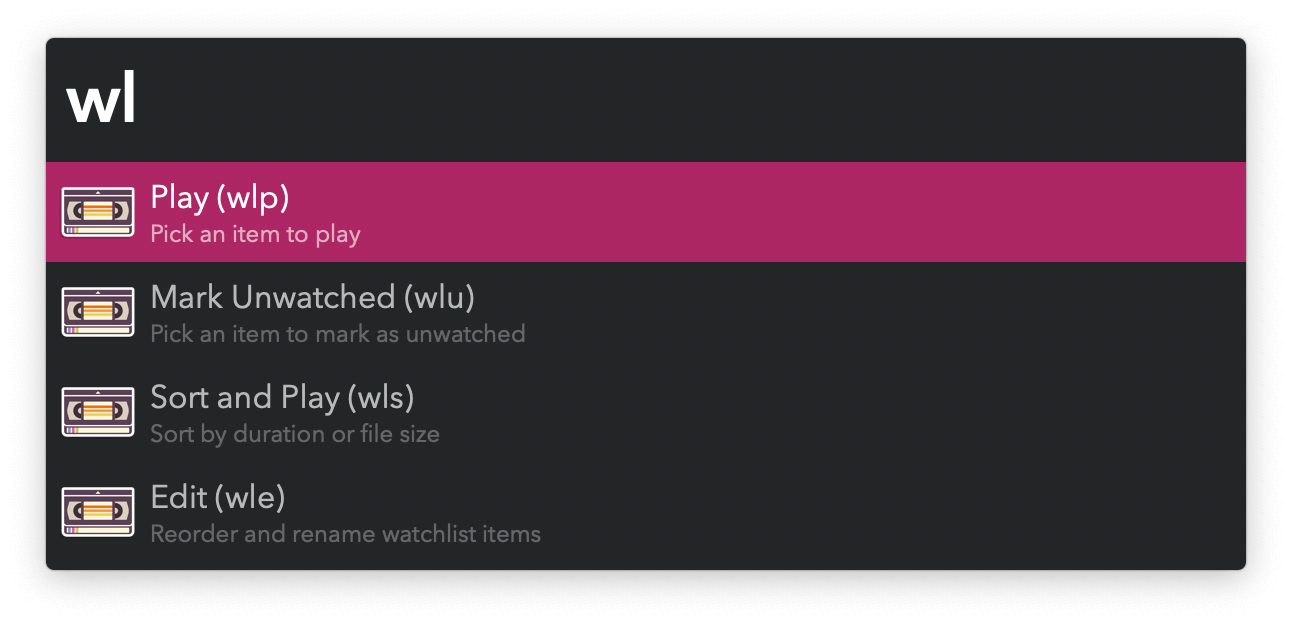 wl
Play (wlp)
Pick an item to play
Mark Unwatched (wlu)
Pick an item to mark as unwatched
Sort and Play (wls)
Sort by duration or file size
Edit (wle)
Reorder and rename watchlist items